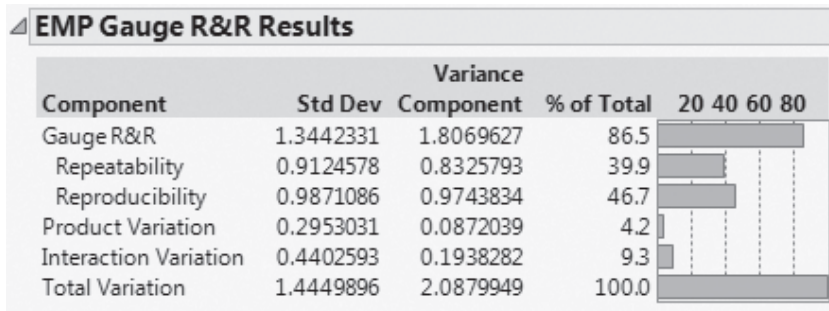 EMP Gauge R&R Results
Variance
Component Std Dev Component % of Total 20 40 60 80
Gauge R&R 1.3442331 1.8069627 86.5
Repeatability 0.9124578 0.8325793 39.9
Reproducibility 0.9871086 0.9743834 46.7
Product Variation 0.2953031 0.0872039 4.2
Interaction Variation 0.4402593 0.1938282 9.3
Total Variation 1.4449896 2.0879949 100.0